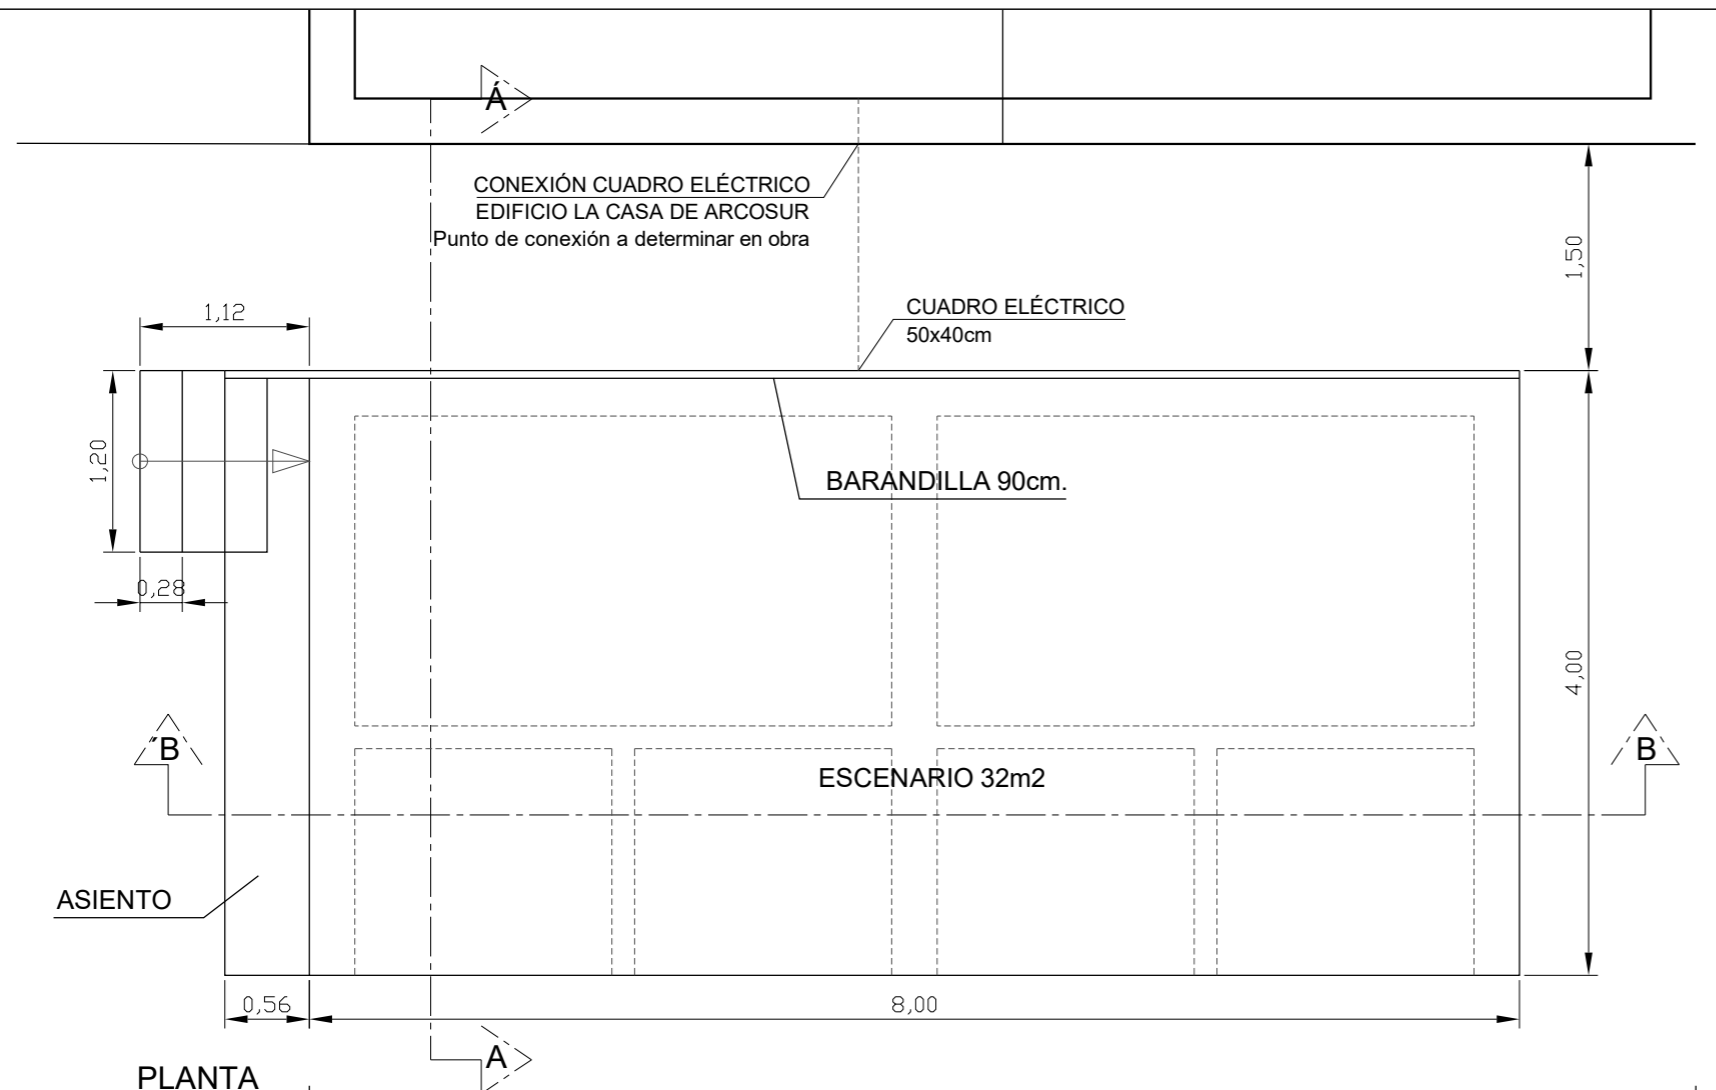 Á
CONEXIÓN CUADRO ELÉCTRICO
EDIFICIO LA CASA DE ARCOSUR
Punto de conexión a determinar en obra
1,50
1,12
CUADRO ELÉCTRICO
50x40cm
1,20
BARANDILLA 90cm.
0,28
4,00
´B
ESCENARIO 32m2
B
ASIENTO
0,56
8,00
A
PLANTA